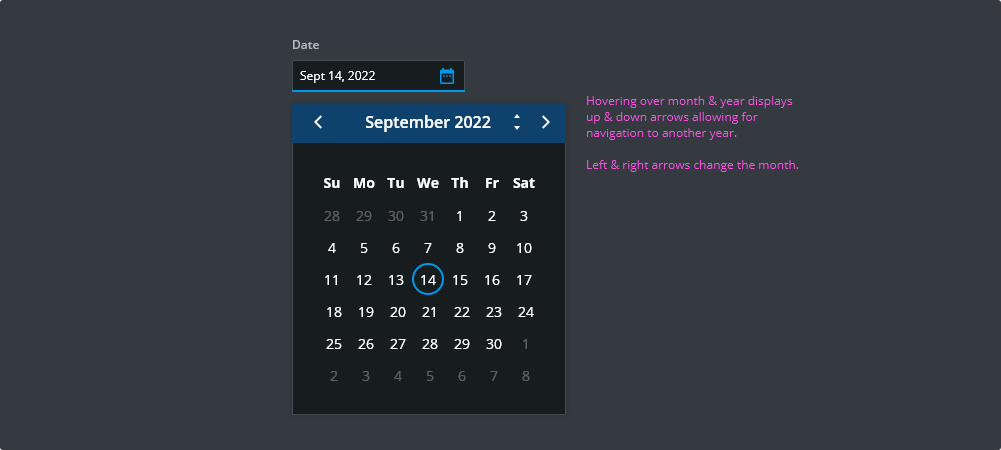 Date
Sept 14, 2022
September 2022
Hovering over month & year displays
up & down arrows allowing for
navigation to another year.
Left & right arrows change the month.
Su Mo Tu We Th Fr Sat
28 29 30 31 1 2 3
4 5 6 7 8 9 10
11 12 13 14 15 16 17
18 19 20 21 22 23 24
25 26 27 28 29 30 1
2 3 4 5 6 7 8